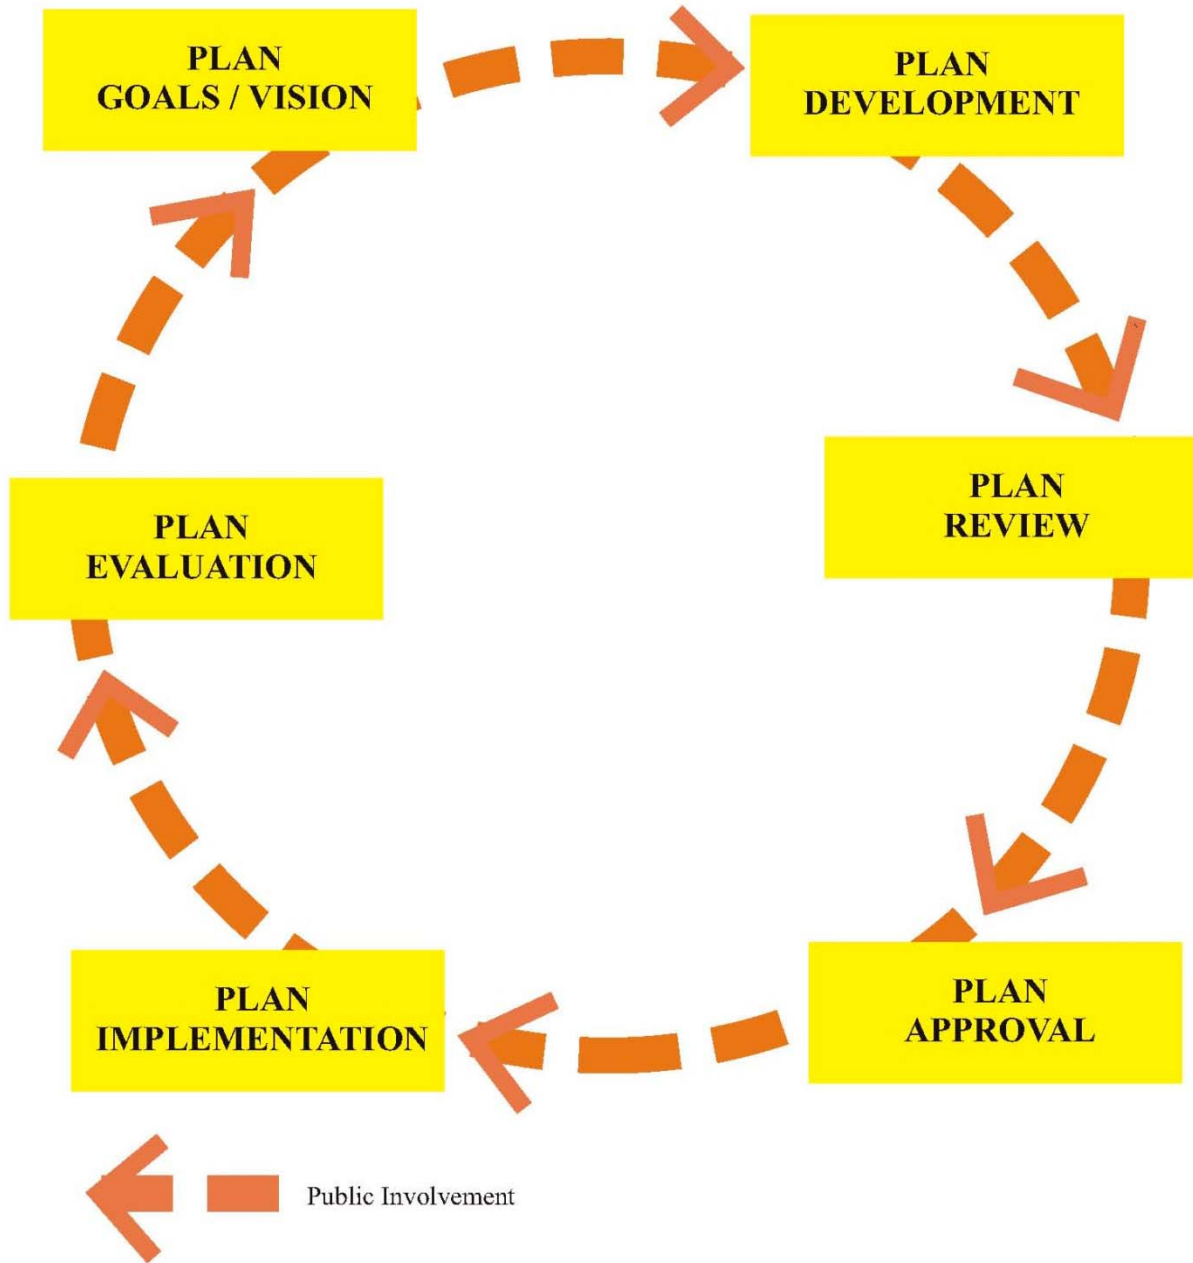 PLAN
GOALS / VISION
PLAN
DEVELOPMENT
PLAN
REVIEW
PLAN
APPROVAL
PLAN
IMPLEMENTATION
PLAN
EVALUATION
Public Involvement